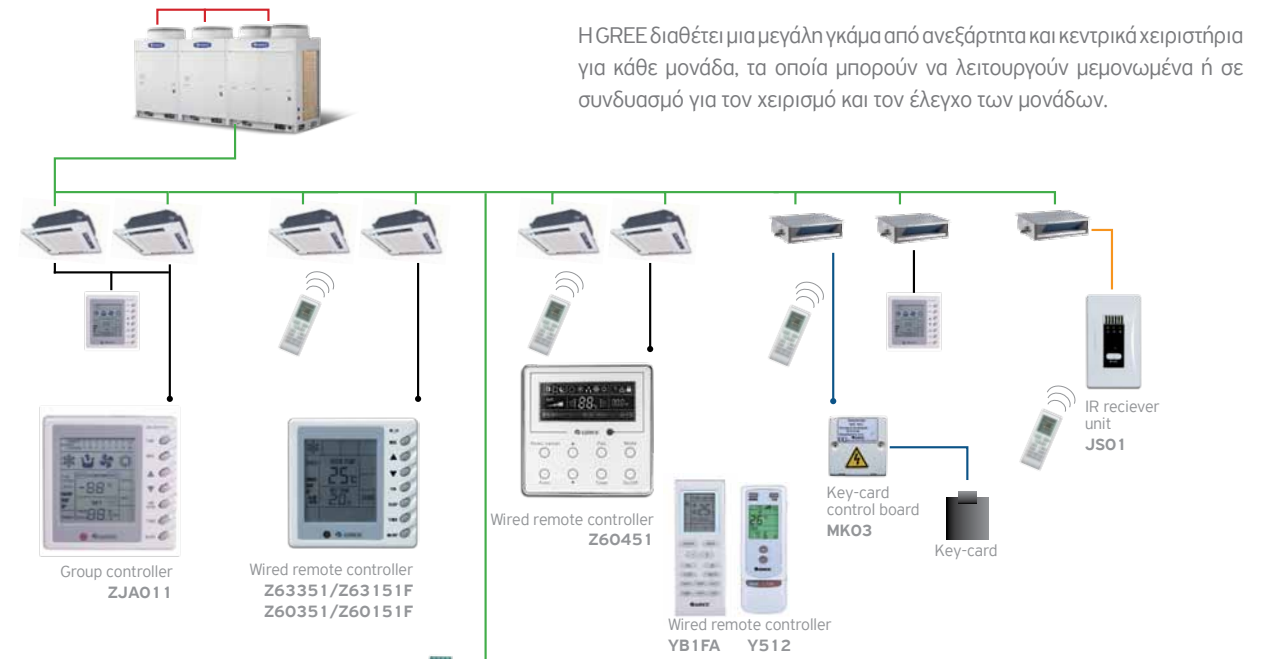 Η GREE διαθέτει μια μεγάλη γκάμα από ανεξάρτητα και κεντρικά χειριστήρια
για κάθε μονάδα, τα οποία μπορούν να λειτουργούν μεμονωμένα ή σε
συνδυασμό για τον χειρισμό και τον έλεγχο των μονάδων.
IR reciever
unit
JS01
Key-card
control board
MK03
Key-card
Wired remote controller
Z60451
Group controller
ZJA011
Wired remote controller
Z63351/Z63151F
Z60351/Z60151F
Wired remote controller
YB1FA Y512